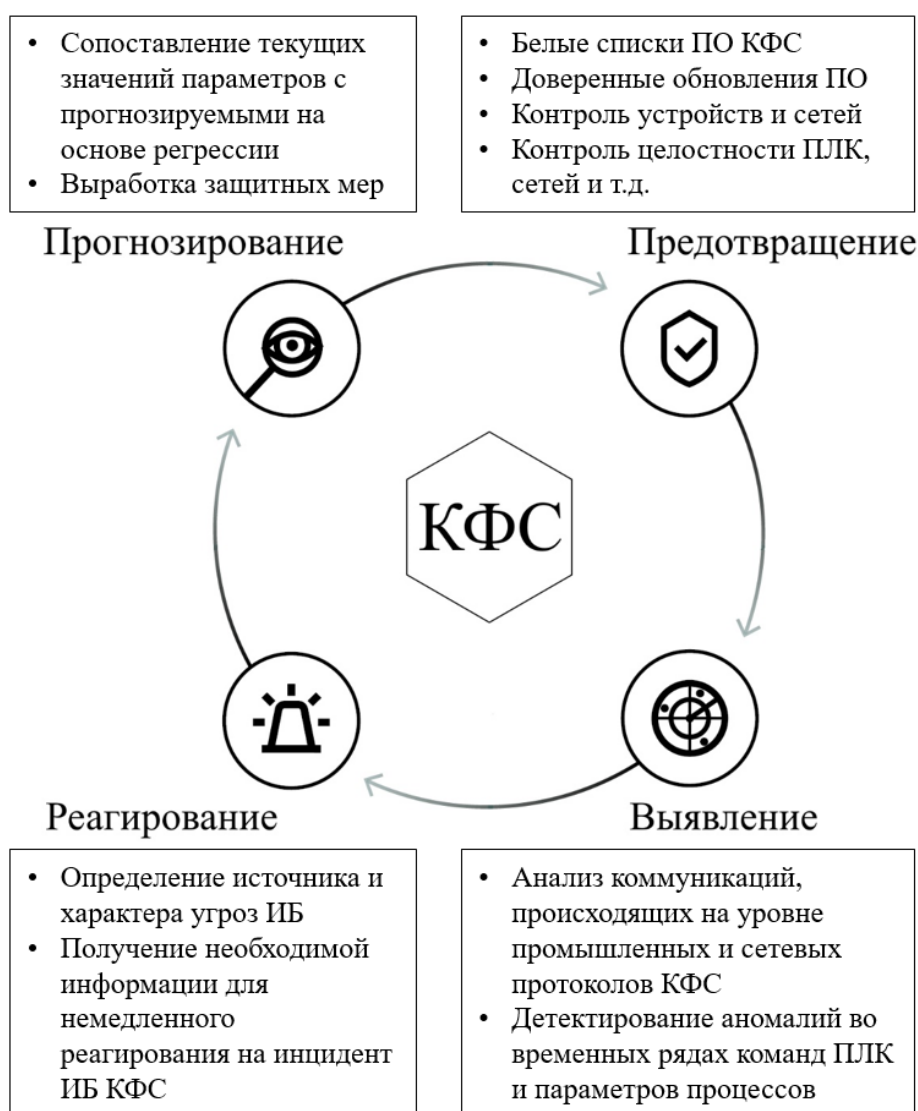 • Сопоставление текущих
значений параметров с
прогнозируемыми на
основе регрессии
• Выработка защитных мер
• Белые списки ПО КФС
• Доверенные обновления ПО
• Контроль устройств и сетей
• Контроль целостности ПЛК,
сетей и т.д.
Прогнозирование
Предотвращение
КФС
Реагирование
Выявление
• Определение источника и
характера угроз ИБ
• Получение необходимой
информации для
немедленного
реагирования на инцидент
ИБ КФС
• Анализ коммуникаций,
происходящих на уровне
промышленных и сетевых
протоколов КФС
• Детектирование аномалий во
временных рядах команд ПЛК
и параметров процессов